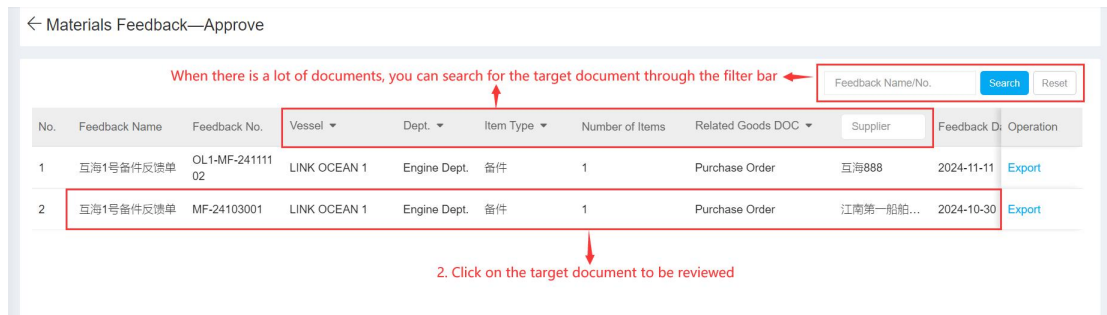 ← Materials Feedback—Approve
When there is a lot of documents, you can search for the target document through the filter bar
Feedback Name/No. Search Reset
No. Feedback Name Feedback No. Vessel Dept. Item Type Number of Items Related Goods DOC Supplier Feedback Da Operation
1 互海1号备件反馈单 OL1-MF-241111 LINK OCEAN 1 Engine Dept. 备件 1 Purchase Order 互海888 2024-11-11 Export
02
2 互海1号备件反馈单 MF-24103001 LINK OCEAN 1 Engine Dept. 备件 1 Purchase Order 江南第一船舶... 2024-10-30 Export
2. Click on the target document to be reviewed